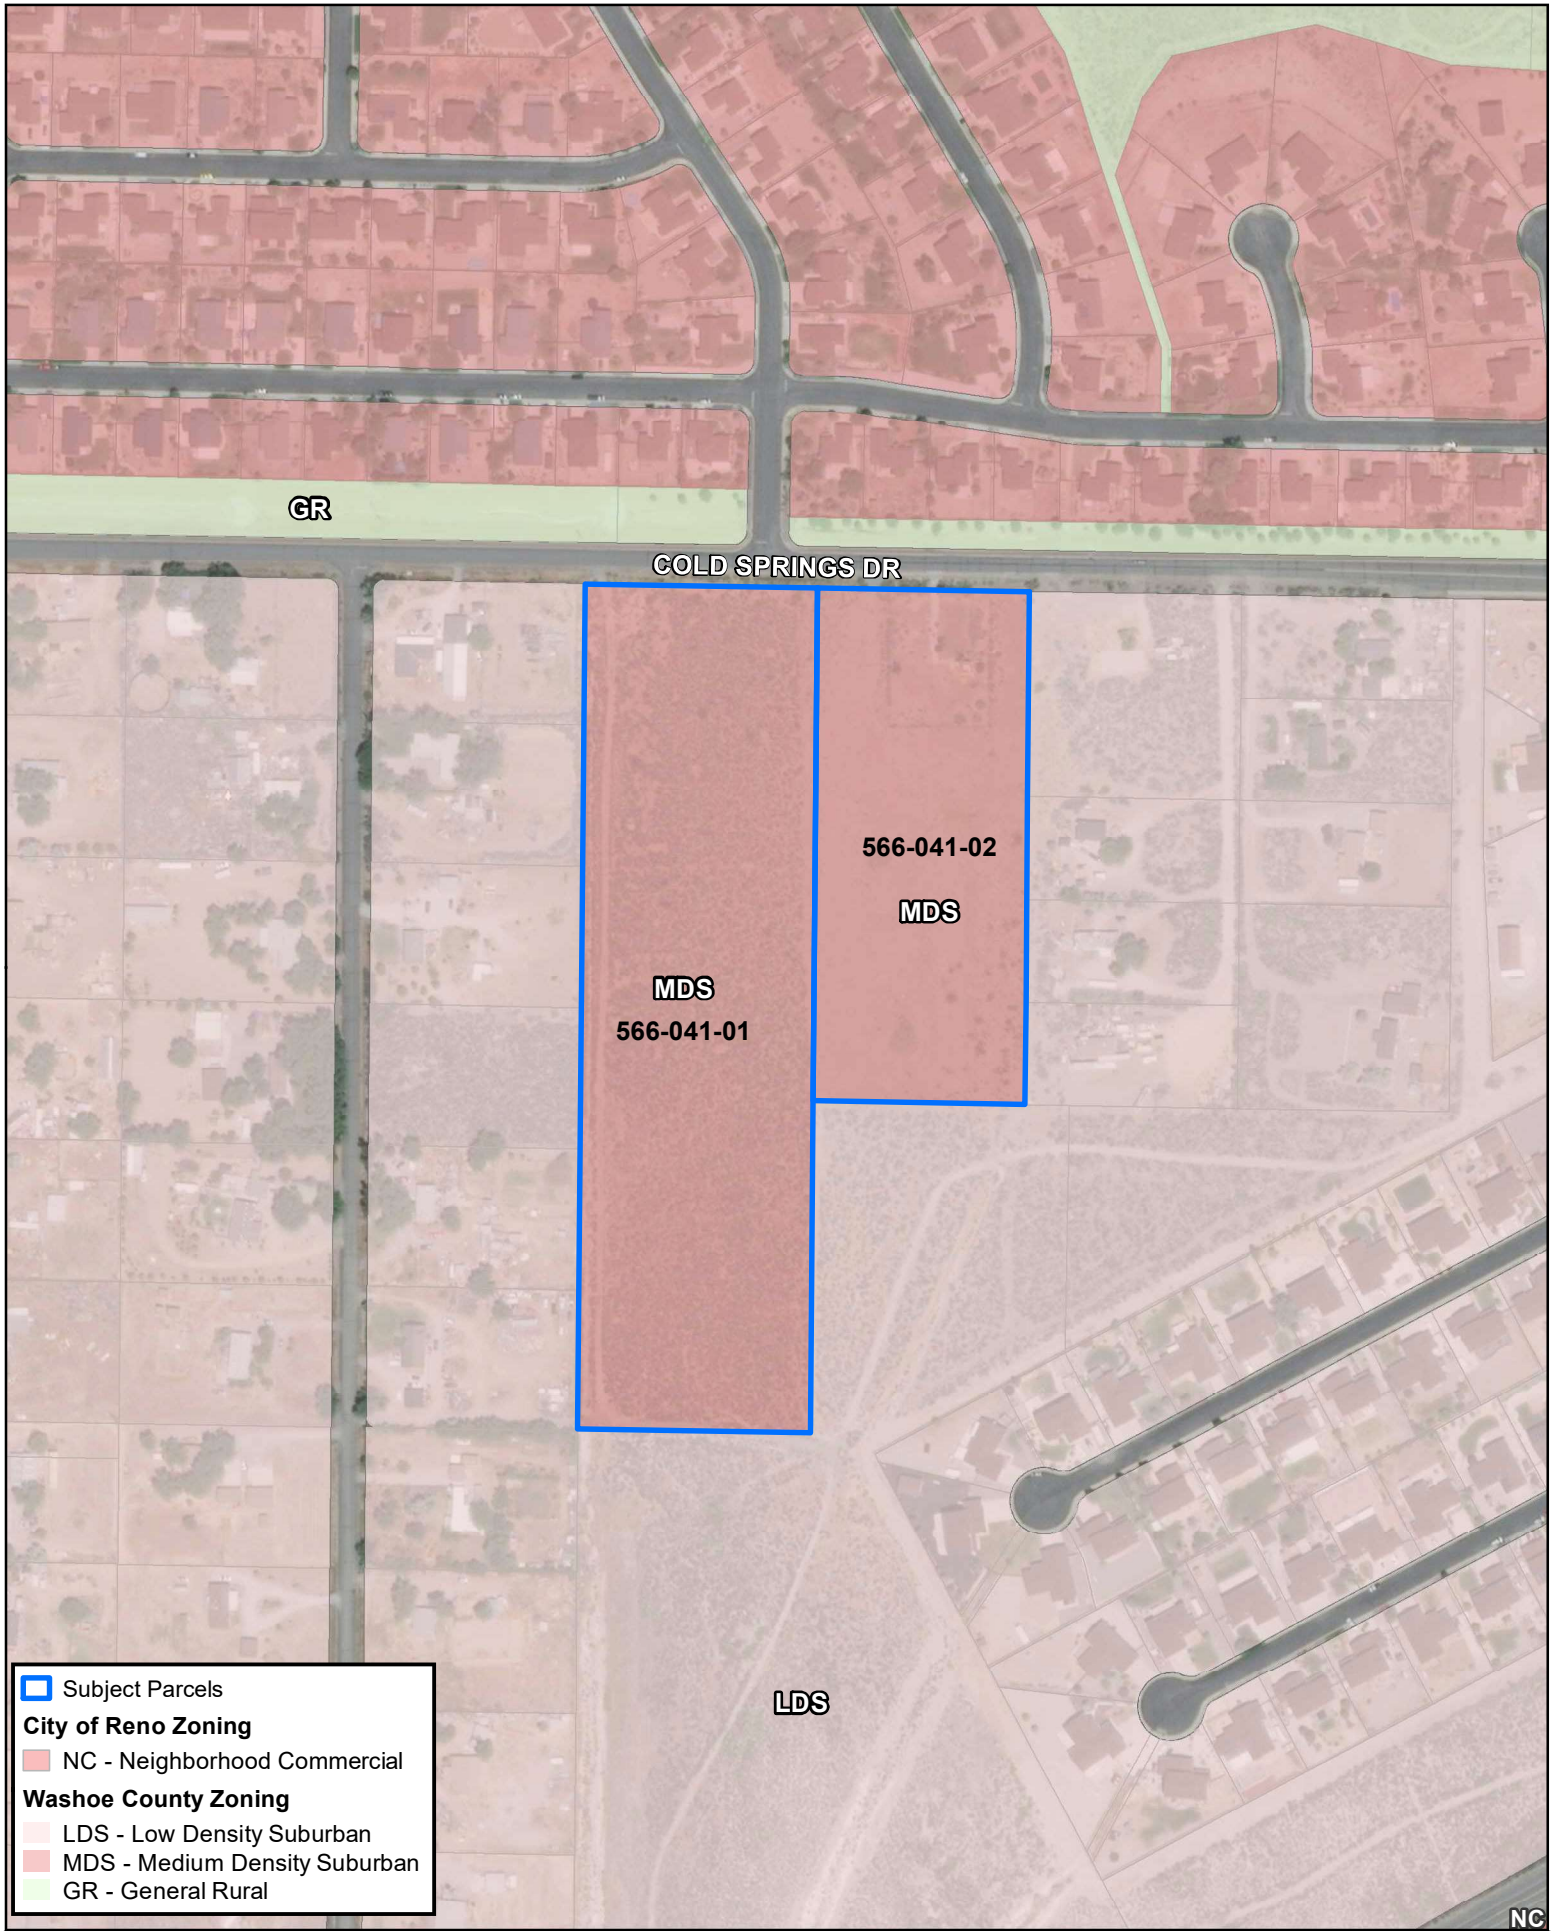 GR
COLD SPRINGS DR
566-041-02
MDS
MDS
566-041-01
LDS
Subject Parcels
City of Reno Zoning
NC - Neighborhood Commercial
Washoe County Zoning
LDS - Low Density Suburban
MDS - Medium Density Suburban
GR - General Rural
NC